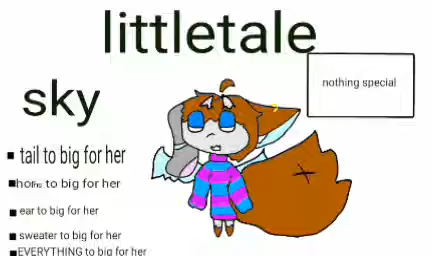 littletale
nothing special
sky
▪ tail to big for her
▪horns to big for her
▪ ear to big for her
▪ sweater to big for her
▪EVERYTHING to big for her